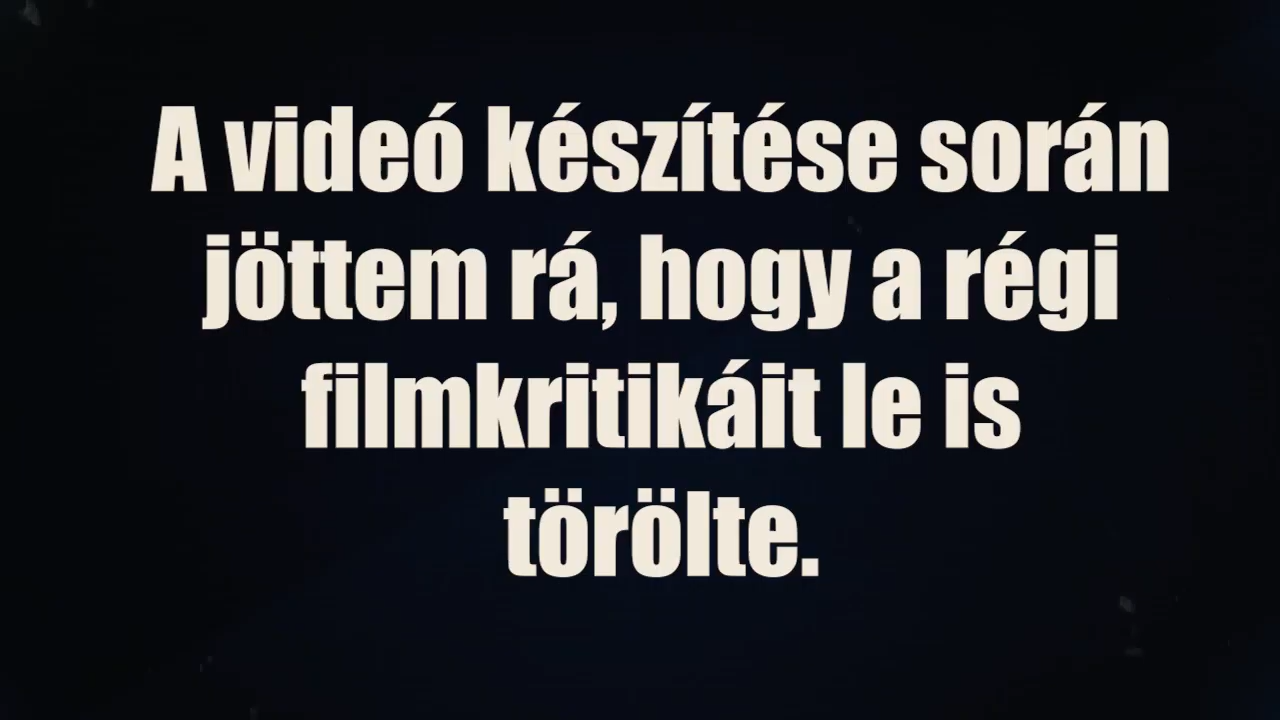 A videó készítése során
jöttem rá, hogy a régi
filmkritikáit le is
törölte.